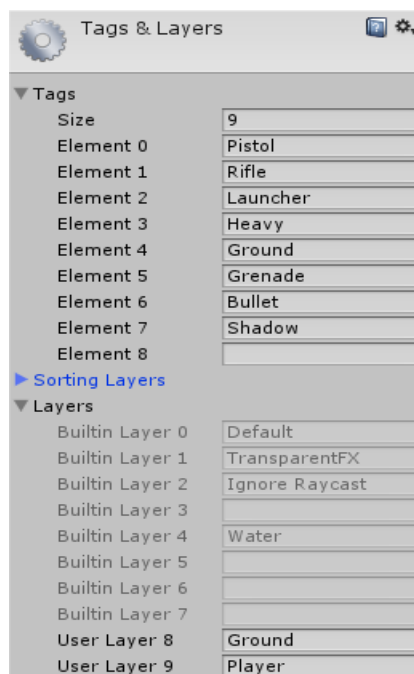 Tags & Layers
Tags
Size 9
Element 0 Pistol
Element 1 Rifle
Element 2 Launcher
Element 3 Heavy
Element 4 Ground
Element 5 Grenade
Element 6 Bullet
Element 7 Shadow
Element 8
Sorting Layers
Layers
Builtin Layer 0 Default
Builtin Layer 1 TransparentFX
Builtin Layer 2 Ignore Raycast
Builtin Layer 3
Builtin Layer 4 Water
Builtin Layer 5
Builtin Layer 6
Builtin Layer 7
User Layer 8 Ground
User Layer 9 Player